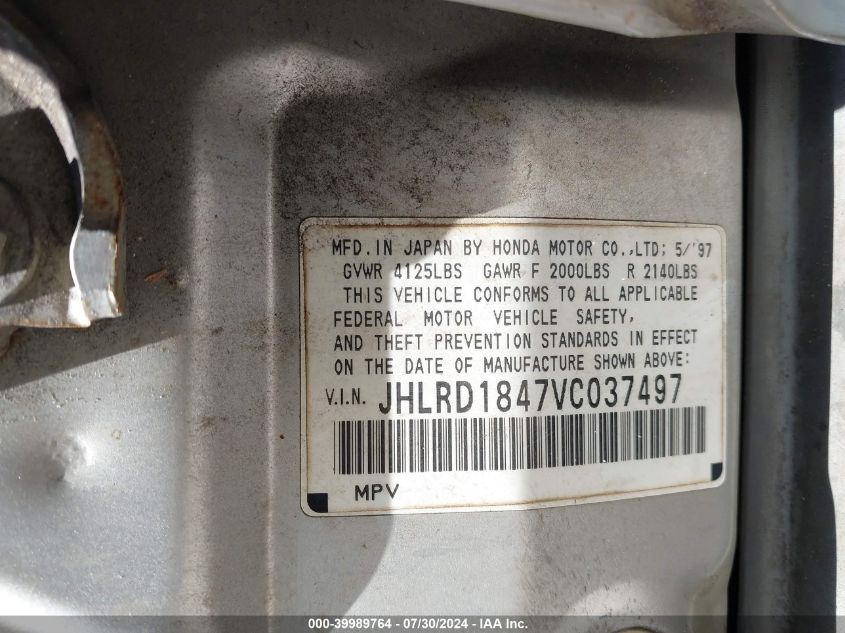 MFD. IN JAPAN BY HONDA MOTOR CO.,LTD; 5/'97
GVWR 4125LBS GAWR F 2000LBS R 2140LBS
THIS VEHICLE CONFORMS TO ALL APPLICABLE
FEDERAL MOTOR VEHICLE SAFETY,
AND THEFT PREVENTION STANDARDS IN EFFECT
ON THE DATE OF MANUFACTURE SHOWN ABOVE:
V.I.N. JHLRD1847VC037497
MPV
000-39989764 / 07/30/2024 - IAA Inc.